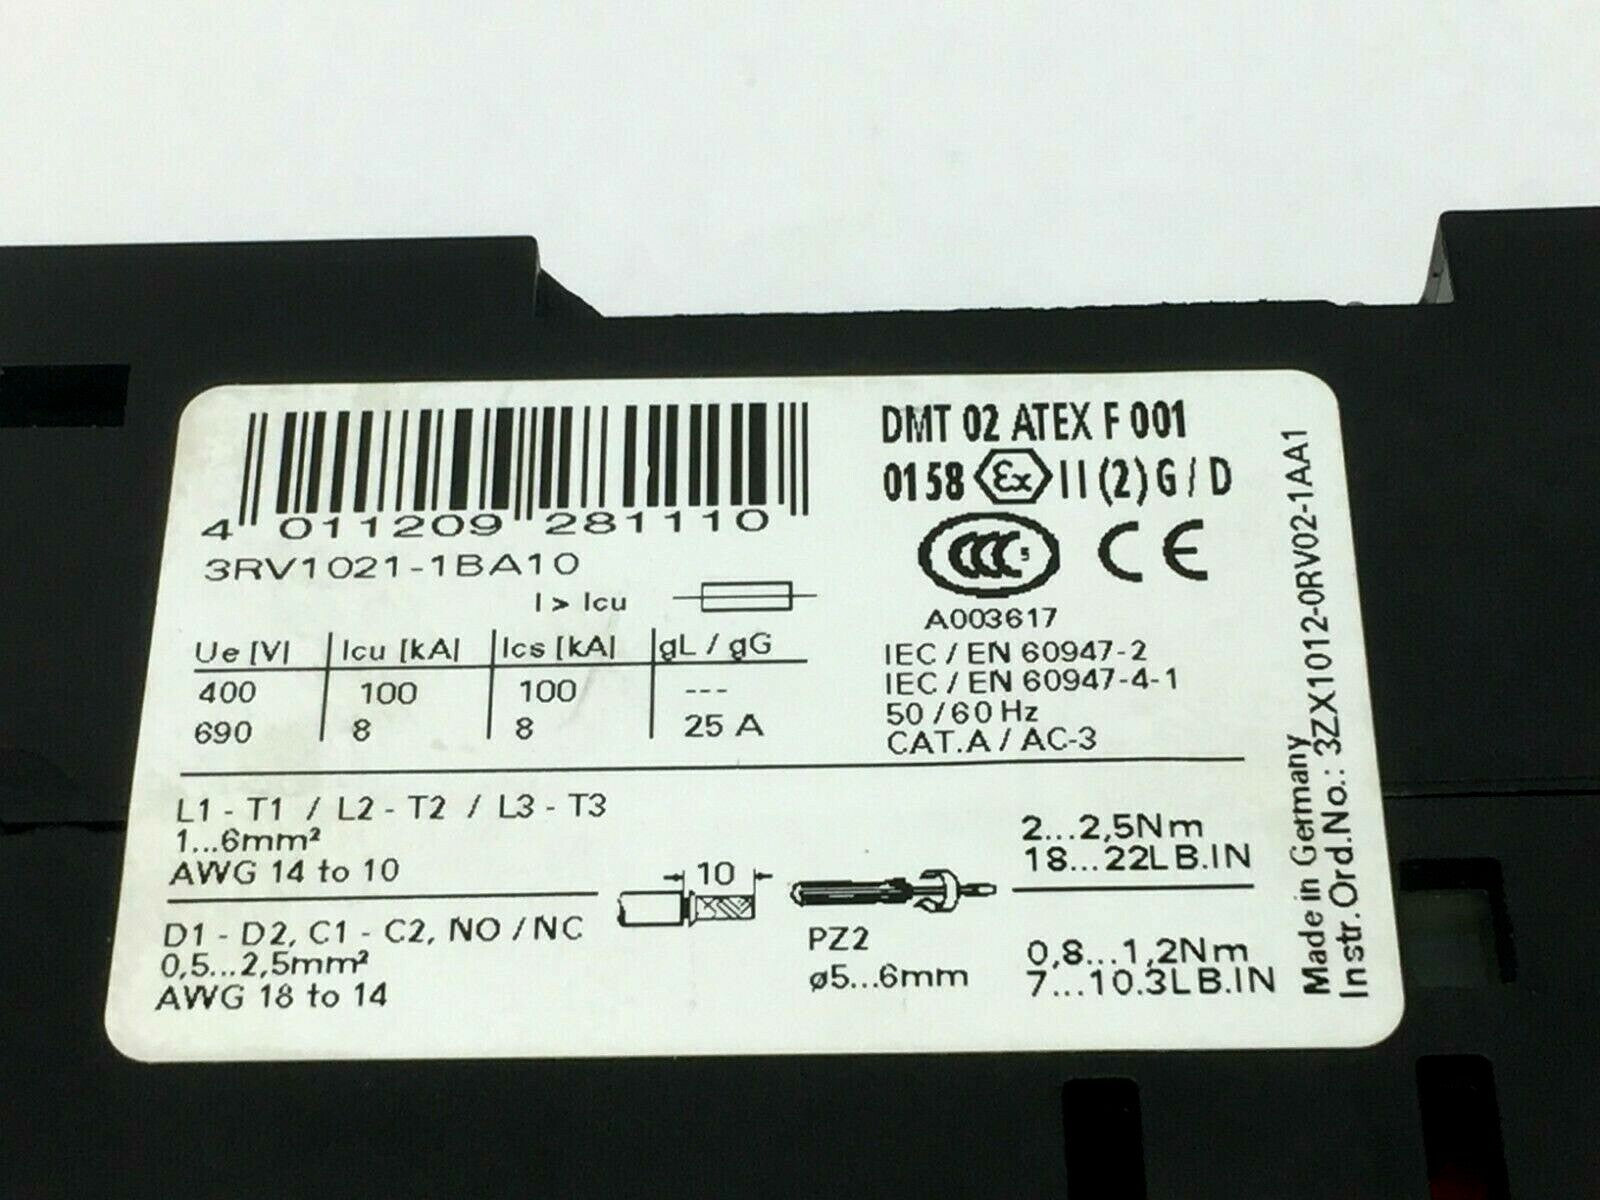 4 011209 281110
3RV1021-1BA10
I > Icu
Ue [V] Icu [kA] Ics [kA] gL / gG
400 100 100 ---
690 8 8 25 A
DMT 02 ATEX F 001
0158 Ex II (2) G / D
CCC S CE
A003617
IEC / EN 60947-2
IEC / EN 60947-4-1
50 / 60 Hz
CAT.A / AC-3
L1 - T1 / L2 - T2 / L3 - T3
1...6mm²
AWG 14 to 10
D1 - D2, C1 - C2, NO / NC
0,5...2,5mm²
AWG 18 to 14
10
PZ2
ø5...6mm
2...2,5Nm
18...22LB.IN
0,8...1,2Nm
7...10.3LB.IN
Made in Germany
Instr.Ord.No.: 3ZX1012-0RV02-1AA1